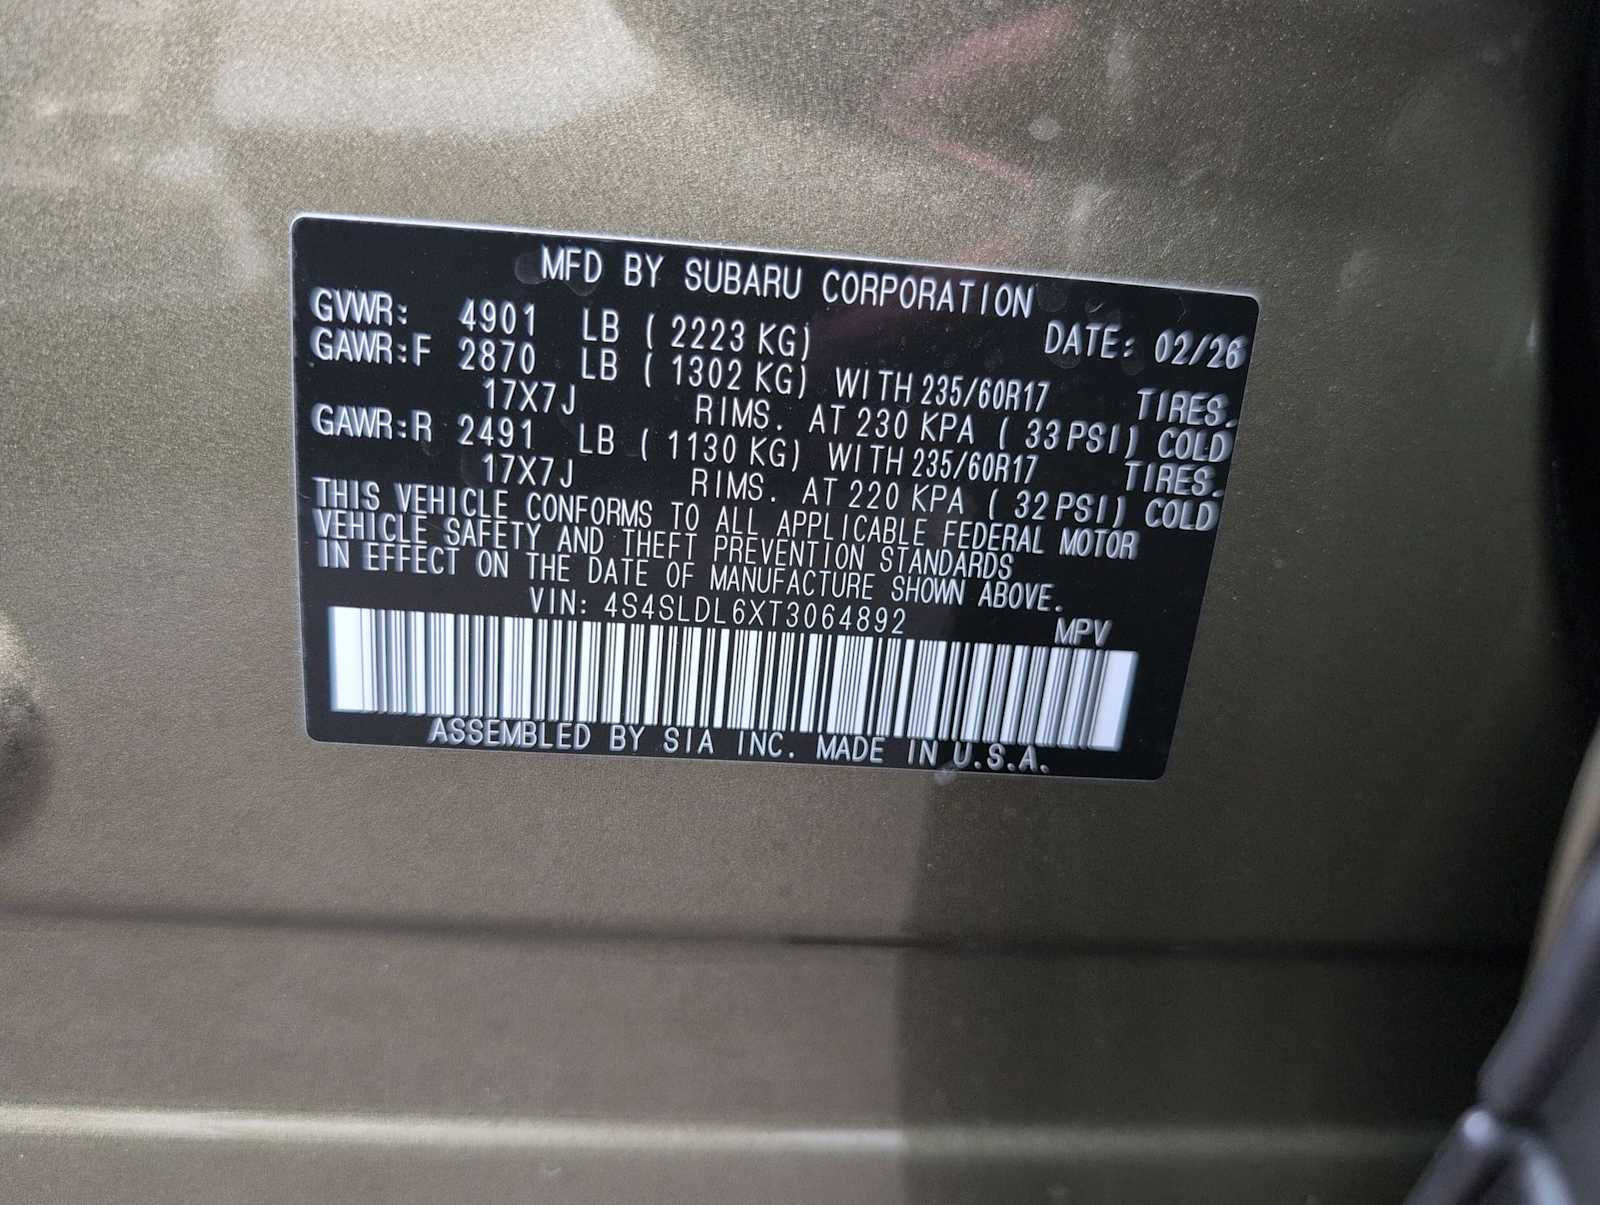 MFD BY SUBARU CORPORATION
GVWR: 4901 LB ( 2223 KG) DATE: 02/26
GAWR:F 2870 LB ( 1302 KG) WITH 235/60R17 TIRES.
17X7J RIMS. AT 230 KPA ( 33 PSI) COLD
GAWR:R 2491 LB ( 1130 KG) WITH 235/60R17 TIRES.
17X7J RIMS. AT 220 KPA ( 32 PSI) COLD
THIS VEHICLE CONFORMS TO ALL APPLICABLE FEDERAL MOTOR
VEHICLE SAFETY AND THEFT PREVENTION STANDARDS
IN EFFECT ON THE DATE OF MANUFACTURE SHOWN ABOVE.
VIN: 4S4SLDL6XT3064892 MPV
ASSEMBLED BY SIA INC. MADE IN U.S.A.